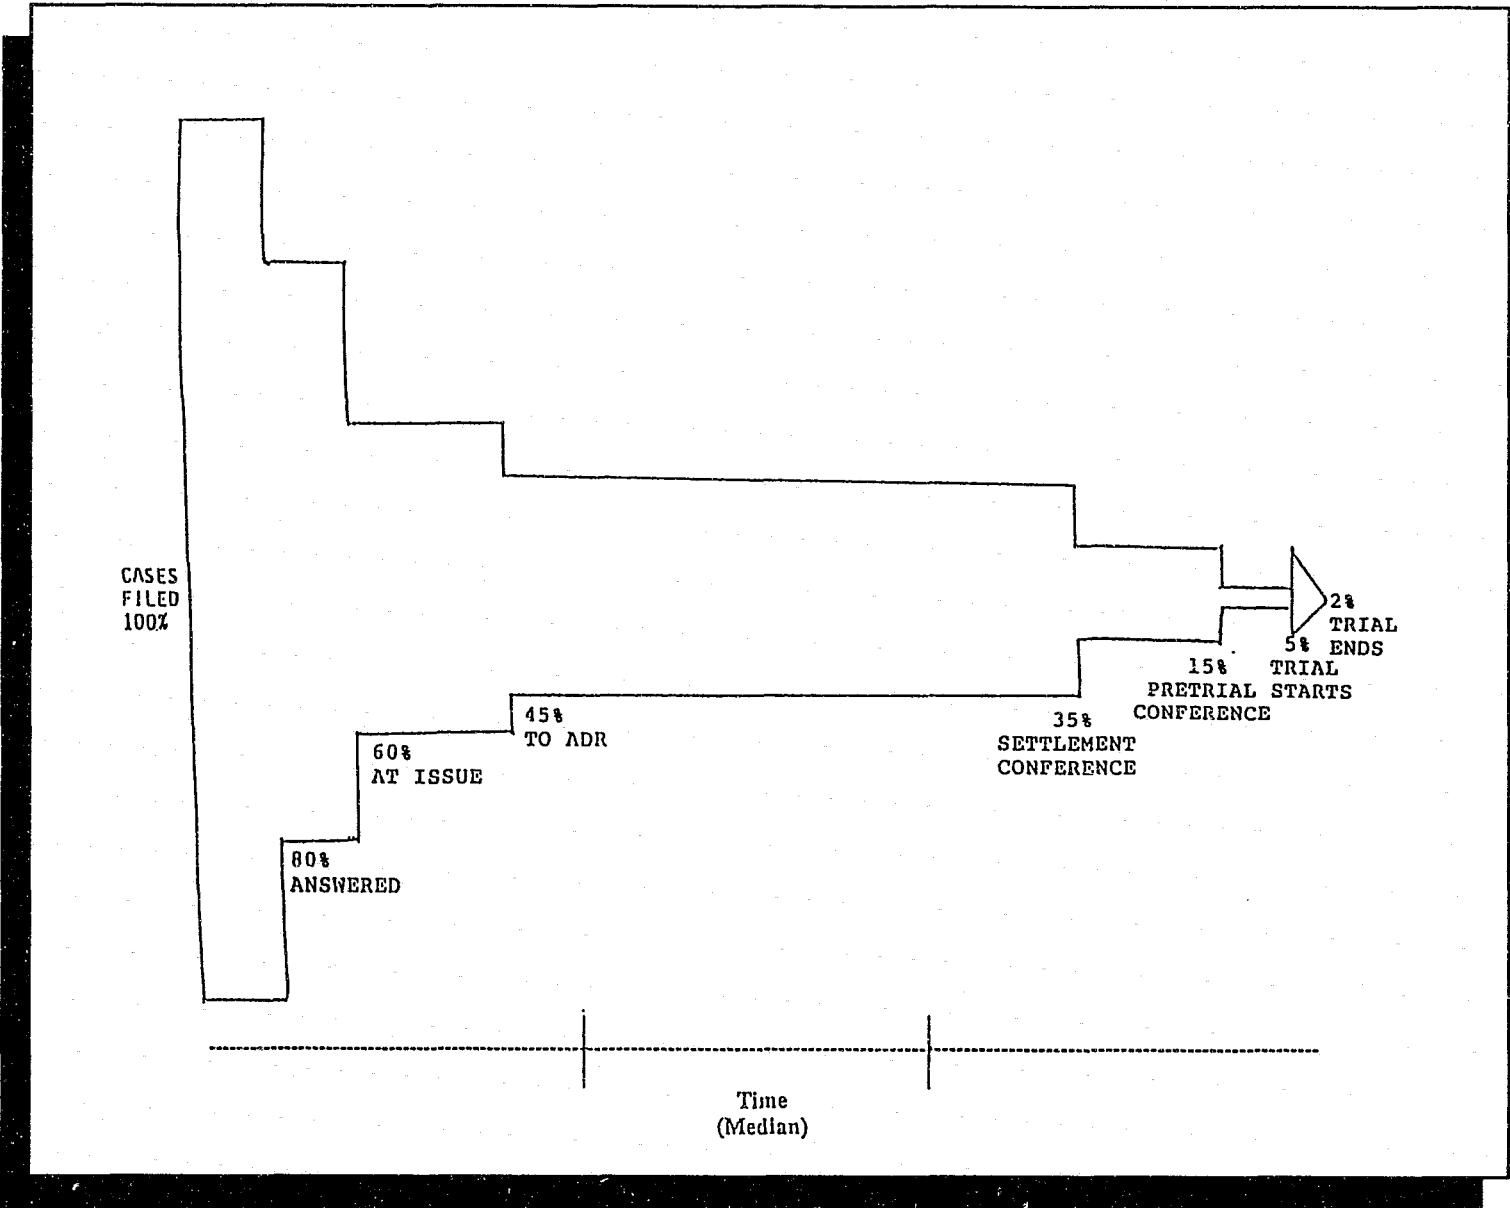 CASES
FILED
100%
80%
ANSWERED
60%
AT ISSUE
45%
TO ADR
35%
SETTLEMENT
CONFERENCE
15%
PRETRIAL
CONFERENCE
5%
TRIAL
STARTS
2%
TRIAL
ENDS
Time
(Median)